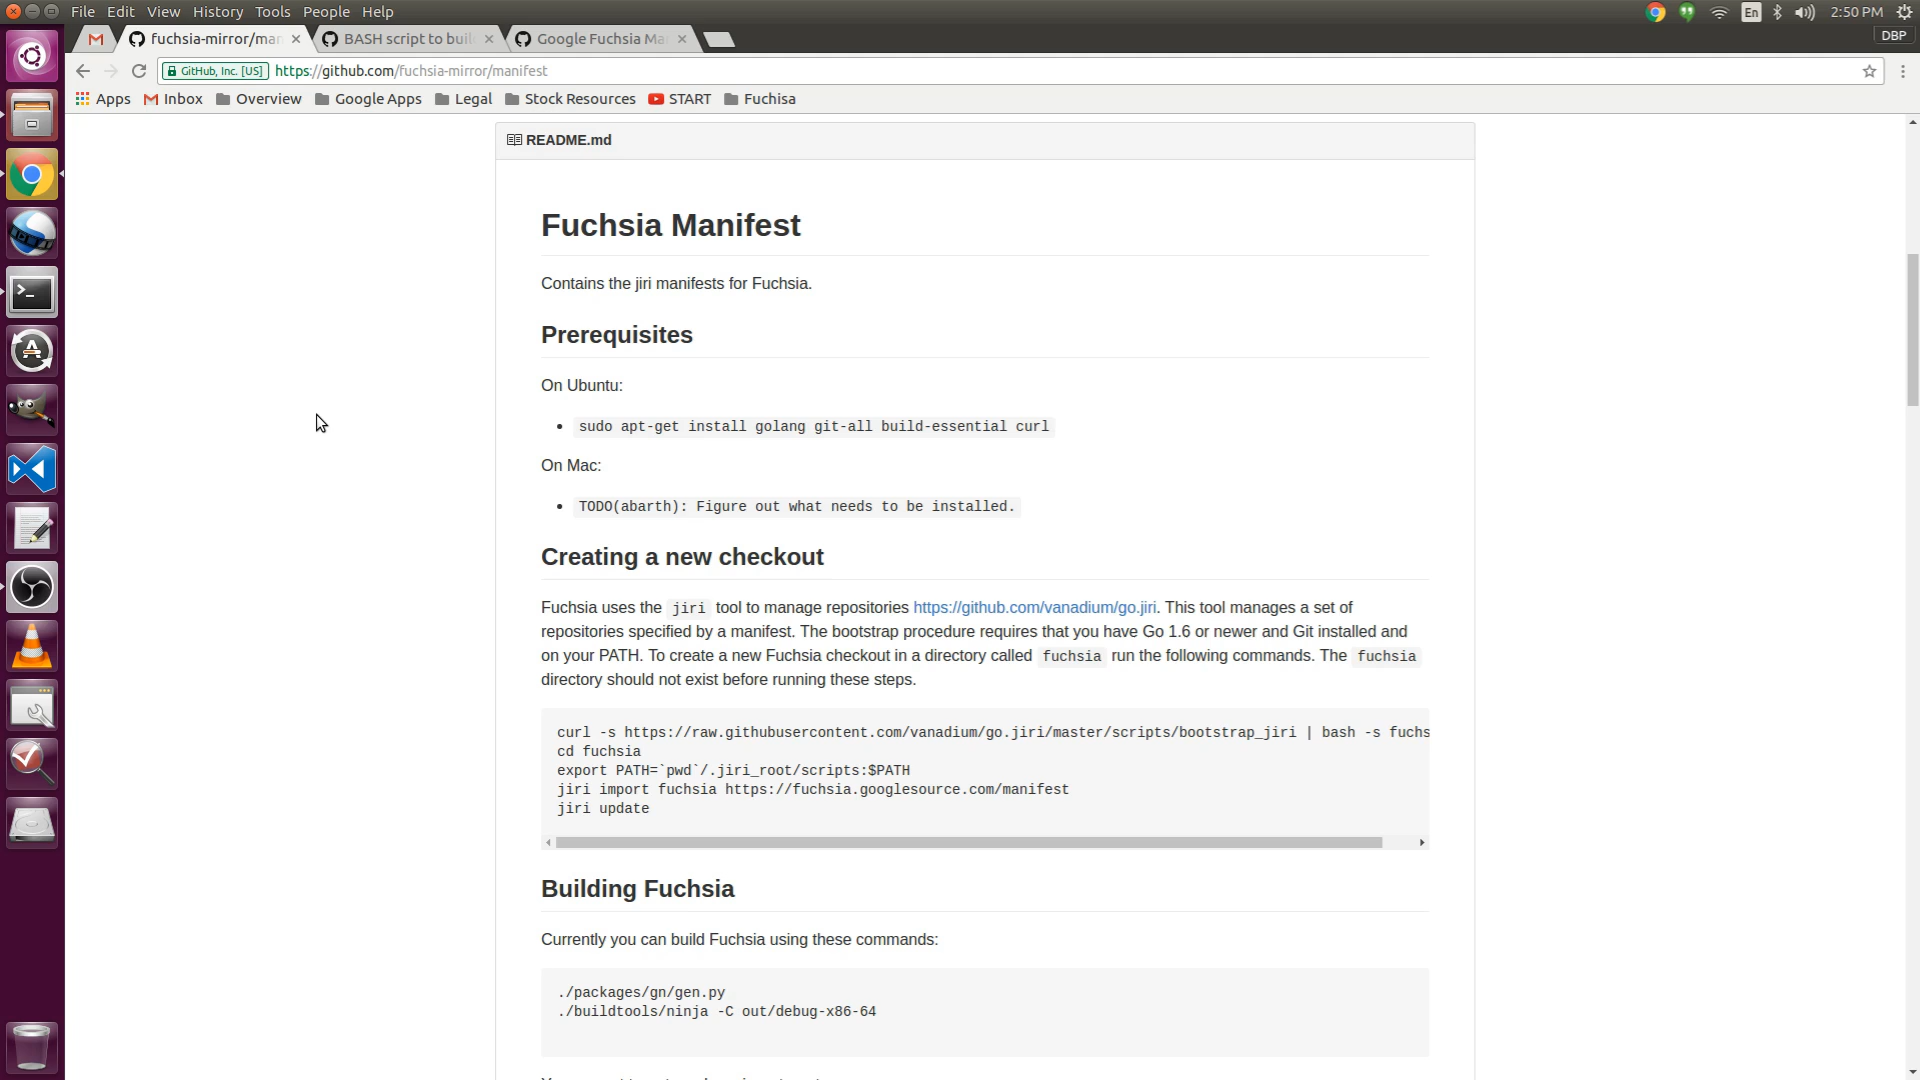 File Edit View History Tools People Help
En
2:50 PM
fuchsia-mirror/man
BASH script to buil
Google Fuchsia Ma
DBP
GitHub, Inc. [US] https://github.com/fuchsia-mirror/manifest
Apps Inbox Overview Google Apps Legal Stock Resources START Fuchisa
README.md
Fuchsia Manifest
Contains the jiri manifests for Fuchsia.
Prerequisites
On Ubuntu:
sudo apt-get install golang git-all build-essential curl
On Mac:
TODO(abarth): Figure out what needs to be installed.
Creating a new checkout
Fuchsia uses the jiri tool to manage repositories https://github.com/vanadium/go.jiri. This tool manages a set of
repositories specified by a manifest. The bootstrap procedure requires that you have Go 1.6 or newer and Git installed and
on your PATH. To create a new Fuchsia checkout in a directory called fuchsia run the following commands. The fuchsia
directory should not exist before running these steps.
curl -s https://raw.githubusercontent.com/vanadium/go.jiri/master/scripts/bootstrap_jiri | bash -s fuchs
cd fuchsia
export PATH=`pwd`/.jiri_root/scripts:$PATH
jiri import fuchsia https://fuchsia.googlesource.com/manifest
jiri update
Building Fuchsia
Currently you can build Fuchsia using these commands:
./packages/gn/gen.py
./buildtools/ninja -C out/debug-x86-64